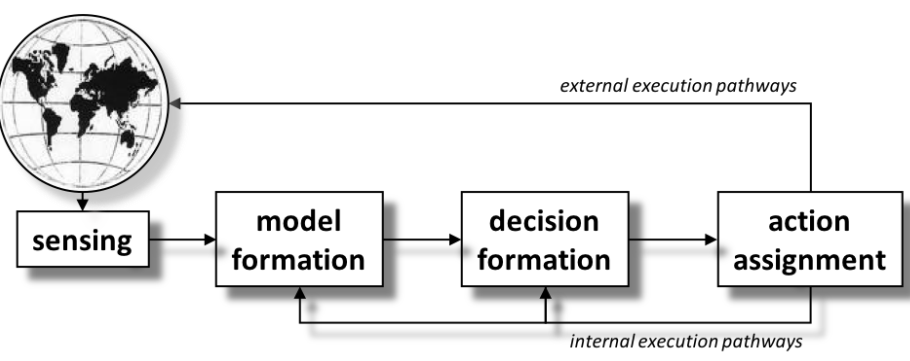 external execution pathways
sensing
model
formation
decision
formation
action
assignment
internal execution pathways